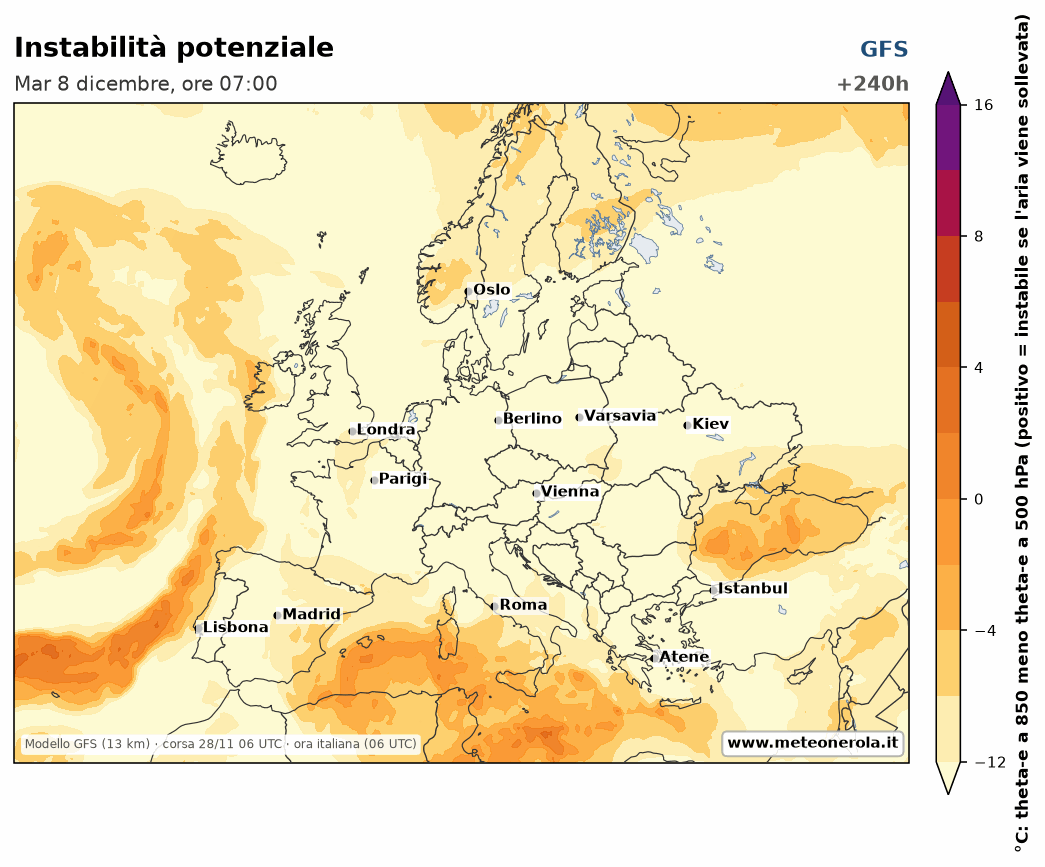 Instabilità potenziale
GFS
Mar 8 dicembre, ore 07:00
+240h
Oslo
Londra
Berlino
Varsavia
Kiev
Parigi
Vienna
Istanbul
Roma
Madrid
Lisbona
Atene
Modello GFS (13 km) · corsa 28/11 06 UTC · ora italiana (06 UTC)
www.meteonerola.it
16
8
4
0
−4
−12
°C: theta-e a 850 meno theta-e a 500 hPa (positivo = instabile se l'aria viene sollevata)